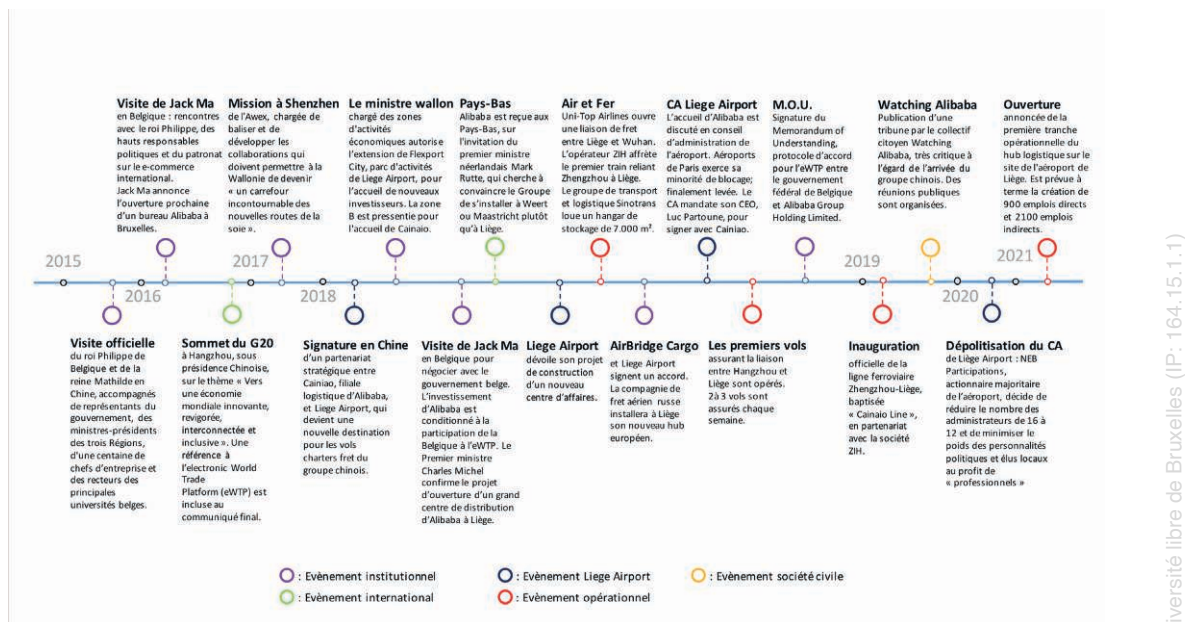 Visite de Jack Ma
en Belgique : rencontres
avec le roi Philippe, des
hauts responsables
politiques et du patronat
sur le e-commerce
international.
Jack Ma annonce
l'ouverture prochaine
d'un bureau Alibaba à
Bruxelles.
Mission à Shenzhen
de l'Awex, chargée de
baliser et de
développer les
collaborations qui
doivent permettre à la
Wallonie de devenir
« un carrefour
incontournable des
nouvelles routes de la
soie ».
Le ministre wallon
chargé des zones
d'activités
économiques autorise
l'extension de Flexport
City, parc d'activités
de Liege Airport, pour
l'accueil de nouveaux
investisseurs. La zone
B est pressentie pour
l'accueil de Cainaio.
Pays-Bas
Alibaba est reçue aux
Pays-Bas, sur
l'invitation du
premier ministre
néerlandais Mark
Rutte, qui cherche à
convaincre le Groupe
de s'installer à Weert
ou Maastricht plutôt
qu'à Liège.
Air et Fer
Uni-Top Airlines ouvre
une liaison de fret
entre Liège et Wuhan.
L'opérateur ZIH affrète
le premier train reliant
Zhengzhou à Liège.
Le groupe de transport
et logistique Sinotrans
loue un hangar de
stockage de 7.000 m².
CA Liege Airport
L'accueil d'Alibaba est
discuté en conseil
d'administration de
l'aéroport. Aéroports
de Paris exerce sa
minorité de blocage;
finalement levée. Le
CA mandate son CEO,
Luc Partoune, pour
signer avec Cainiao.
M.O.U.
Signature du
Memorandum of
Understanding,
protocole d'accord
pour l'eWTP entre
le gouvernement
fédéral de Belgique
et Alibaba Group
Holding Limited.
Watching Alibaba
Publication d'une
tribune par le collectif
citoyen Watching
Alibaba, très critique à
l'égard de l'arrivée du
groupe chinois. Des
réunions publiques
sont organisées.
Ouverture
annoncée de la
première tranche
opérationnelle du
hub logistique sur le
site de l'aéroport de
Liège. Est prévue à
terme la création de
900 emplois directs
et 2100 emplois
indirects.
2015
2016
2017
2018
2019
2020
2021
Visite officielle
du roi Philippe de
Belgique et de la
reine Mathilde en
Chine, accompagnés
de représentants du
gouvernement, des
ministres-présidents
des trois Régions,
d'une centaine de
chefs d'entreprise et
des recteurs des
principales
universités belges.
Sommet du G20
à Hangzhou, sous
présidence Chinoise,
sur le thème « Vers
une économie
mondiale innovante,
revigorée,
interconnectée et
inclusive ». Une
référence à
l'electronic World
Trade
Platform (eWTP) est
incluse au
communiqué final.
Signature en Chine
d'un partenariat
stratégique entre
Cainiao, filiale
logistique d'Alibaba,
et Liege Airport, qui
devient une
nouvelle destination
pour les vols
charters fret du
groupe chinois.
Visite de Jack Ma
en Belgique pour
négocier avec le
gouvernement belge.
L'investissement
d'Alibaba est
conditionné à la
participation de la
Belgique à l'eWTP. Le
Premier ministre
Charles Michel
confirme le projet
d'ouverture d'un grand
centre de distribution
d'Alibaba à Liège.
Liege Airport
dévoile son projet
de construction
d'un nouveau
centre d'affaires.
AirBridge Cargo
et Liege Airport
signent un accord.
La compagnie de
fret aérien russe
installera à Liège
son nouveau hub
européen.
Les premiers vols
assurant la liaison
entre Hangzhou et
Liège sont opérés.
2à 3 vols sont
assurés chaque
semaine.
Inauguration
officielle de la
ligne ferroviaire
Zhengzhou-Liège,
baptisée
« Cainaio Line »,
en partenariat
avec la société
ZIH.
Dépolitisation du CA
de Liege Airport : NEB
Participations,
actionnaire majoritaire
de l'aéroport, décide de
réduire le nombre des
administrateurs de 16 à
12 et de minimiser le
poids des personnalités
politiques et élus locaux
au profit de
« professionnels »
: Evènement institutionnel
: Evènement Liege Airport
: Evènement société civile
: Evènement international
: Evènement opérationnel
iversité libre de Bruxelles (IP: 164.15.1.1)